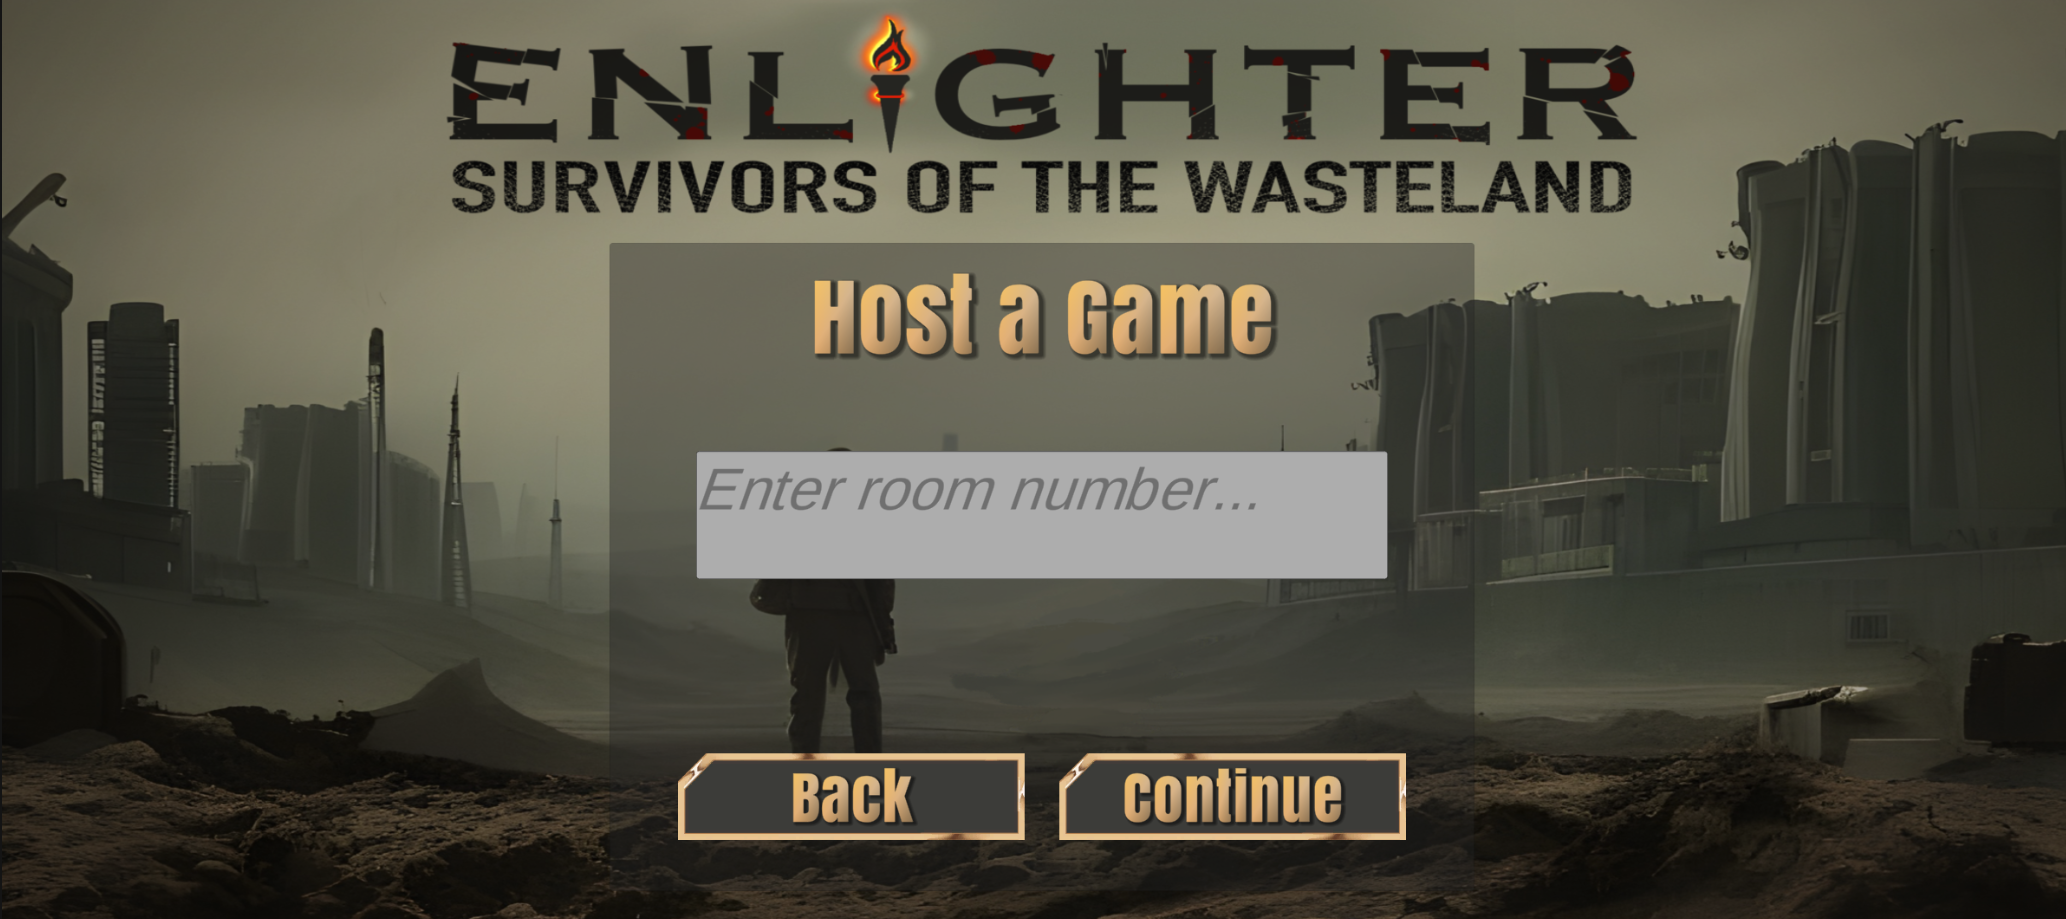 ENLIGHTER
SURVIVORS OF THE WASTELAND
Host a Game
Enter room number...
Back
Continue